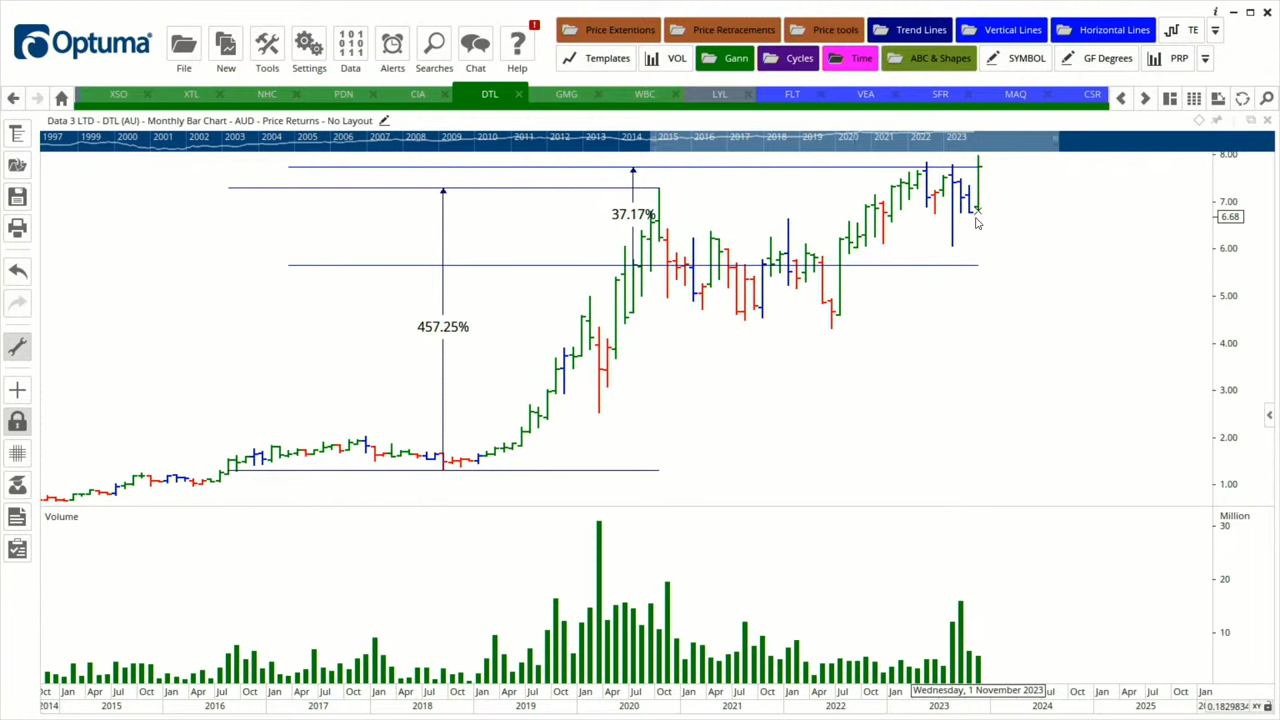 i
Optuma
File
New
Tools
Settings
Data
Alerts
Searches
Chat
Help
Price Extentions
Price Retracements
Price tools
Trend Lines
Vertical Lines
Horizontal Lines
TE
Templates
VOL
Gann
Cycles
Time
ABC & Shapes
SYMBOL
GF Degrees
PRP
XSO
XTL
NHC
PDN
CIA
DTL
GMG
WBC
LYL
FLT
VEA
SFR
MAQ
CSR
Data 3 LTD - DTL (AU) - Monthly Bar Chart - AUD - Price Returns - No Layout
1997 1998 1999 2000 2001 2002 2003 2004 2005 2006 2007 2008 2009 2010 2011 2012 2013 2014 2015 2016 2017 2018 2019 2020 2021 2022 2023
8.00
7.00
6.68
6.00
5.00
4.00
3.00
2.00
1.00
37.17%
457.25%
Volume
Million
30
20
10
Oct Jan Apr Jul Oct Jan Apr Jul Oct Jan Apr Jul Oct Jan Apr Jul Oct Jan Apr Jul Oct Jan Apr Jul Oct Jan Apr Jul Oct Jan Apr Jul Oct Jan Apr Jul Wednesday, 1 November 2023 Jul Oct Jan Apr Jul Oct Jan
2014 2015 2016 2017 2018 2019 2020 2021 2022 2023 2024 2025
0.1829834 XY